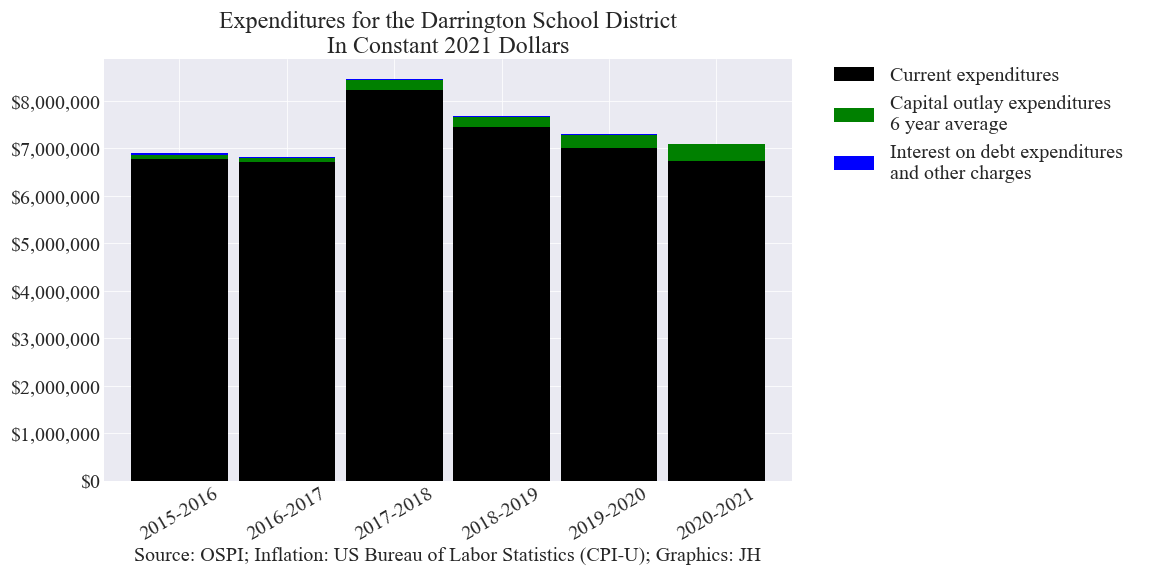 Expenditures for the Darrington School District
In Constant 2021 Dollars
$8,000,000
$7,000,000
$6,000,000
$5,000,000
$4,000,000
$3,000,000
$2,000,000
$1,000,000
$0
2015-2016
2016-2017
2017-2018
2018-2019
2019-2020
2020-2021
Source: OSPI; Inflation: US Bureau of Labor Statistics (CPI-U); Graphics: JH
Current expenditures
Capital outlay expenditures
6 year average
Interest on debt expenditures
and other charges